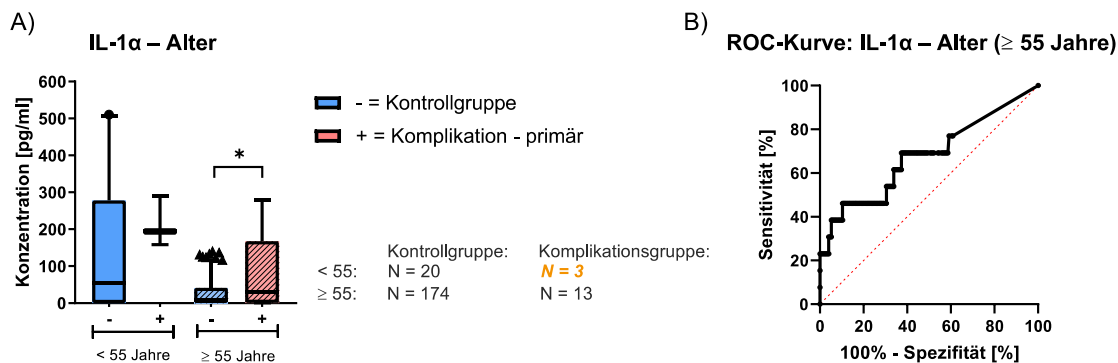 A)
IL-1α – Alter
Konzentration [pg/ml]
600
500
400
300
200
100
0
*
- + - +
< 55 Jahre ≥ 55 Jahre
- = Kontrollgruppe
+ = Komplikation - primär
Kontrollgruppe: Komplikationsgruppe:
< 55: N = 20 N = 3
≥ 55: N = 174 N = 13
B)
ROC-Kurve: IL-1α – Alter (≥ 55 Jahre)
Sensitivität [%]
100
80
60
40
20
0
0 20 40 60 80 100
100% - Spezifität [%]